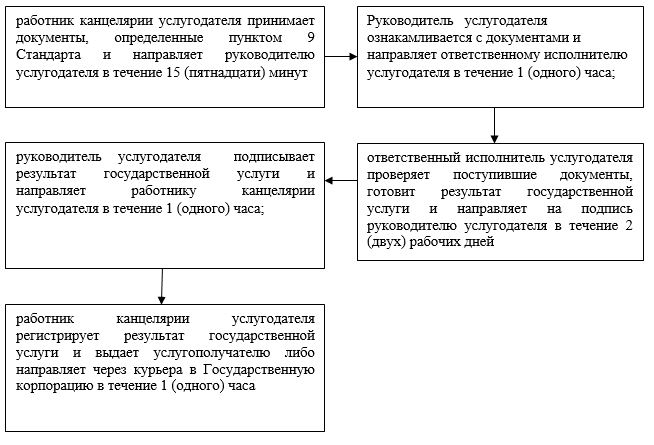 работник канцелярии услугодателя принимает
документы, определенные пунктом 9
Стандарта и направляет руководителю
услугодателя в течение 15 (пятнадцати) минут
Руководитель услугодателя
ознакамливается с документами и
направляет ответственному исполнителю
услугодателя в течение 1 (одного) часа;
ответственный исполнитель услугодателя
проверяет поступившие документы,
готовит результат государственной
услуги и направляет на подпись
руководителю услугодателя в течение 2
(двух) рабочих дней
руководитель услугодателя подписывает
результат государственной услуги и
направляет работнику канцелярии
услугодателя в течение 1 (одного) часа;
работник канцелярии услугодателя
регистрирует результат государственной
услуги и выдает услугополучателю либо
направляет через курьера в Государственную
корпорацию в течение 1 (одного) часа